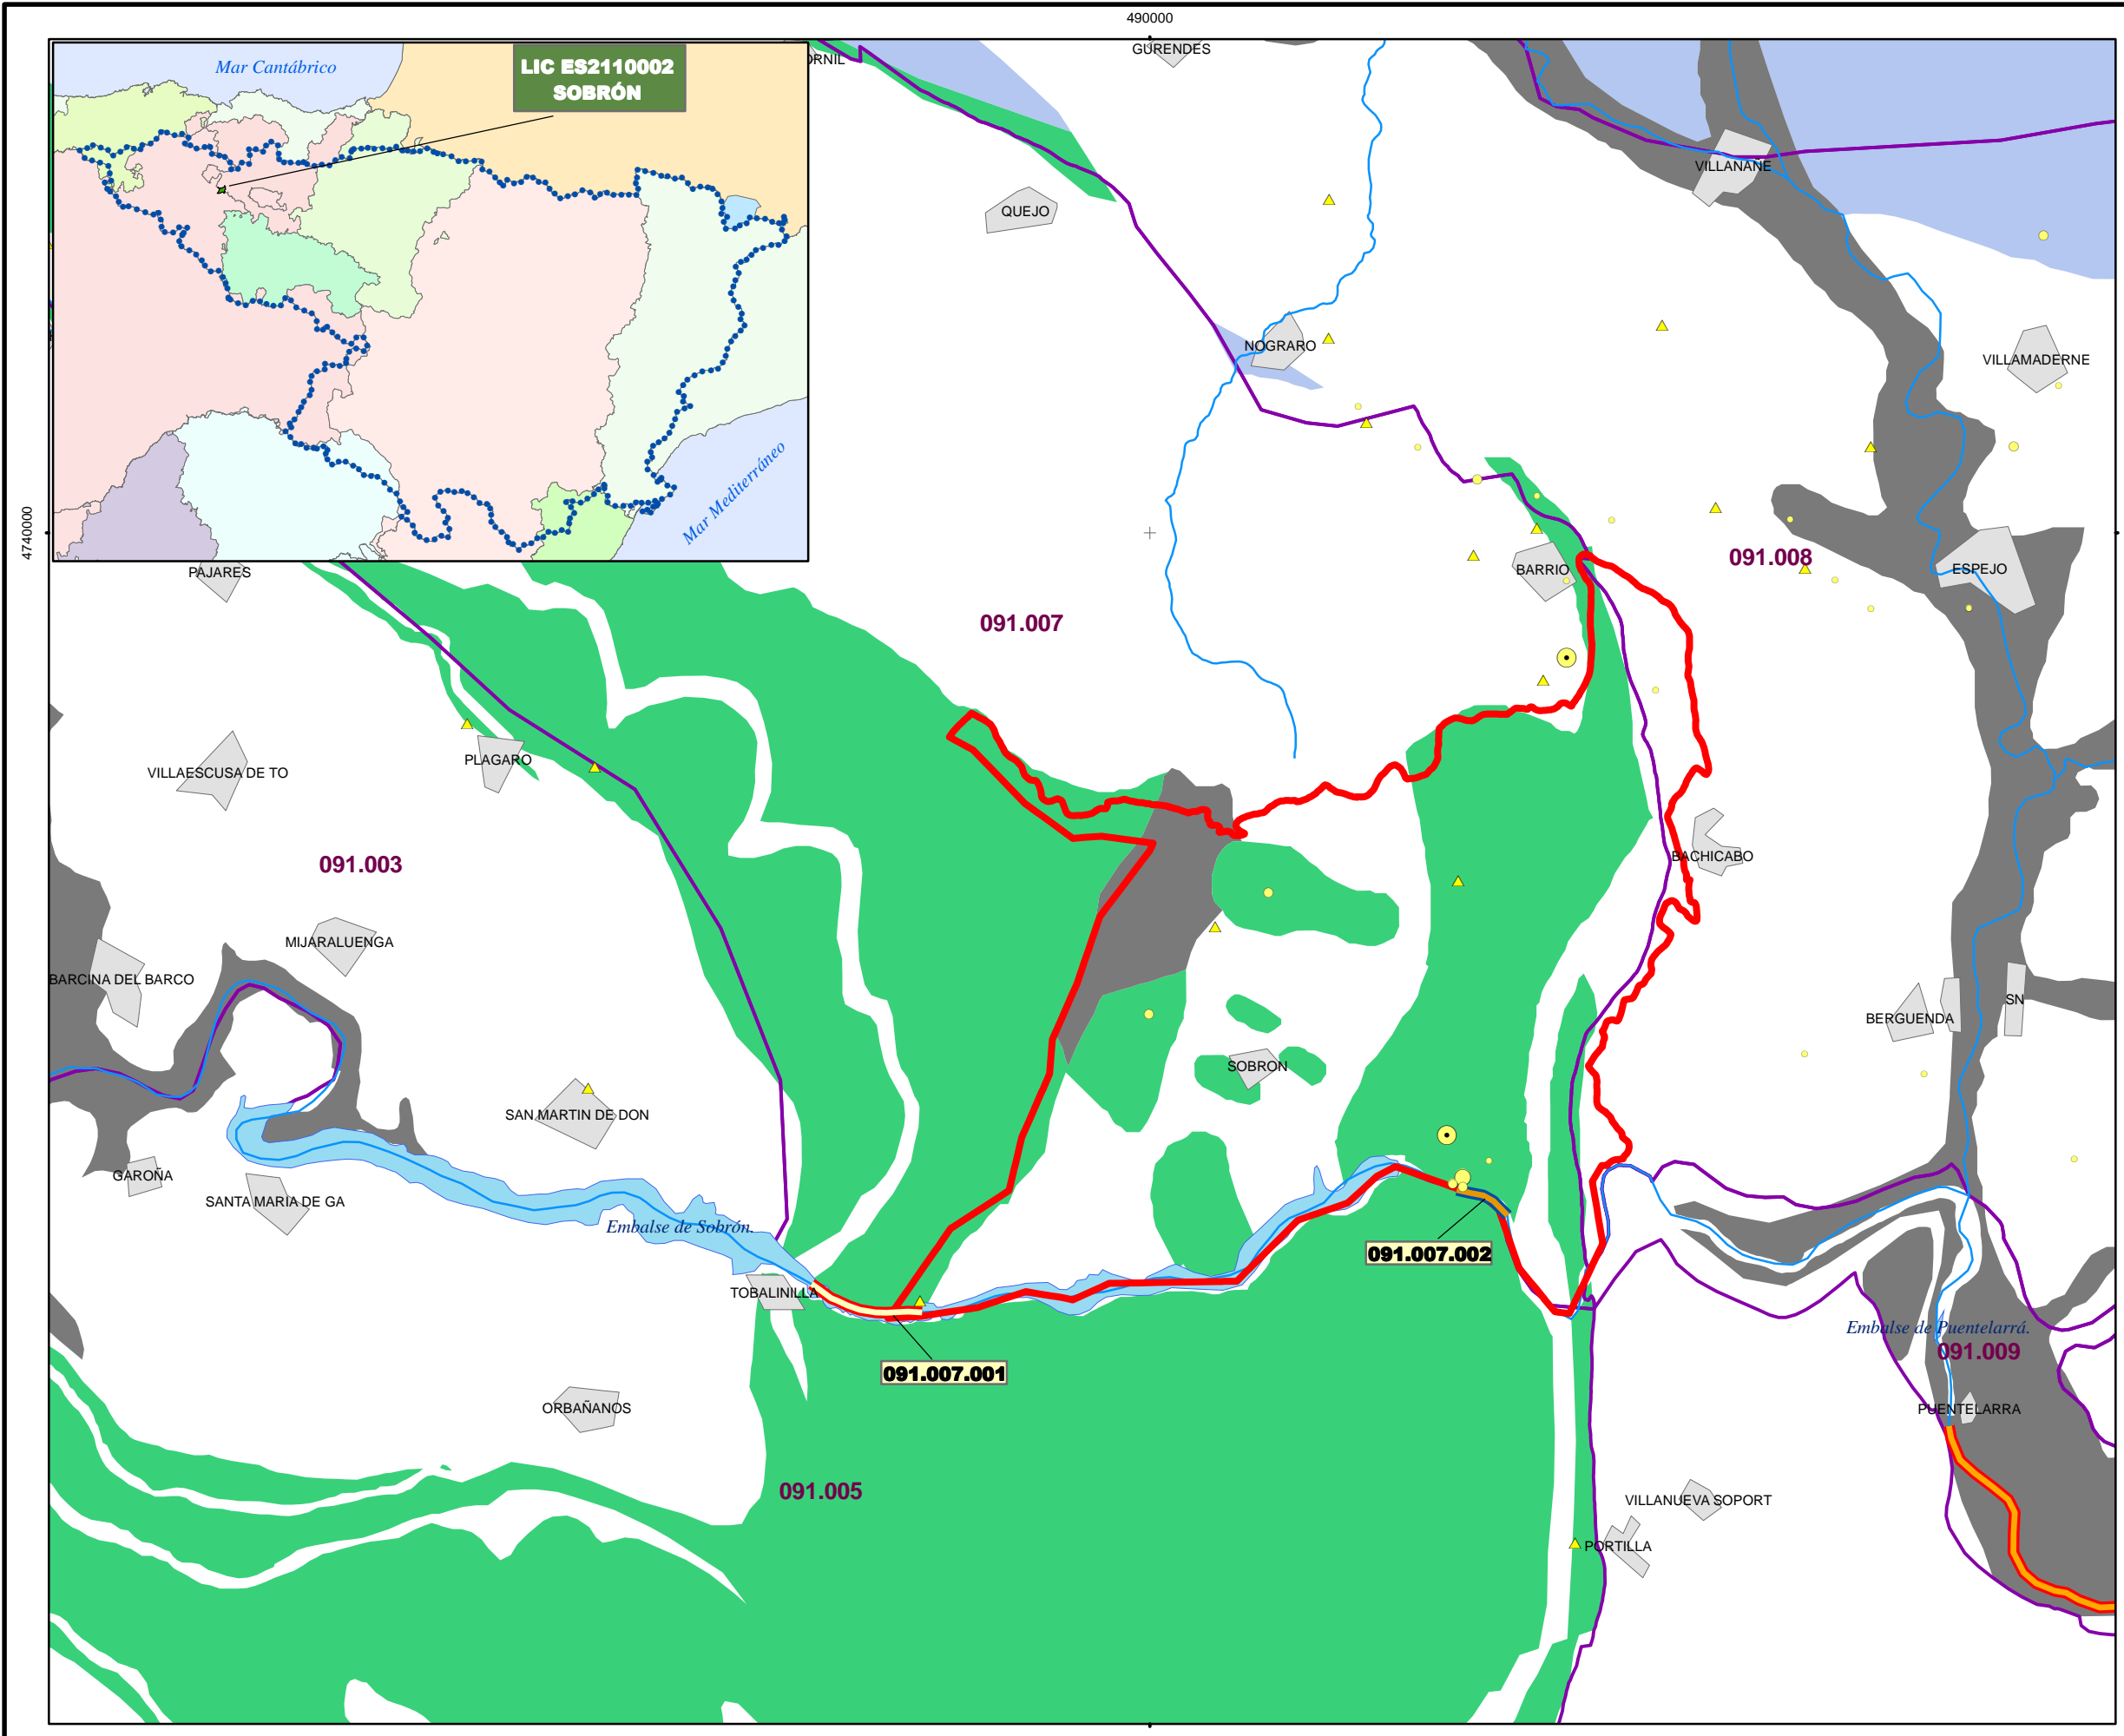 490000
GURENDES
ORNIL
Mar Cantábrico
LIC ES2110002
SOBRÓN
VILLANAÑE
QUEJO
NOGRARO
VILLAMADERNE
Mar Mediterráneo
4740000
PAJARES
BARRIO
091.008
ESPEJO
091.007
PLAGARO
VILLAESCUSA DE TO
091.003
BACHICABO
MIJARALUENGA
BARCINA DEL BARCO
SN
BERGUENDA
SOBRON
SAN MARTIN DE DON
GAROÑA
SANTA MARIA DE GA
Embalse de Sobrón.
091.007.002
TOBALINILLA
Embalse de Puentelarrá.
091.009
091.007.001
ORBAÑANOS
PUENTELARRA
091.005
VILLANUEVA SOPORT
PORTILLA